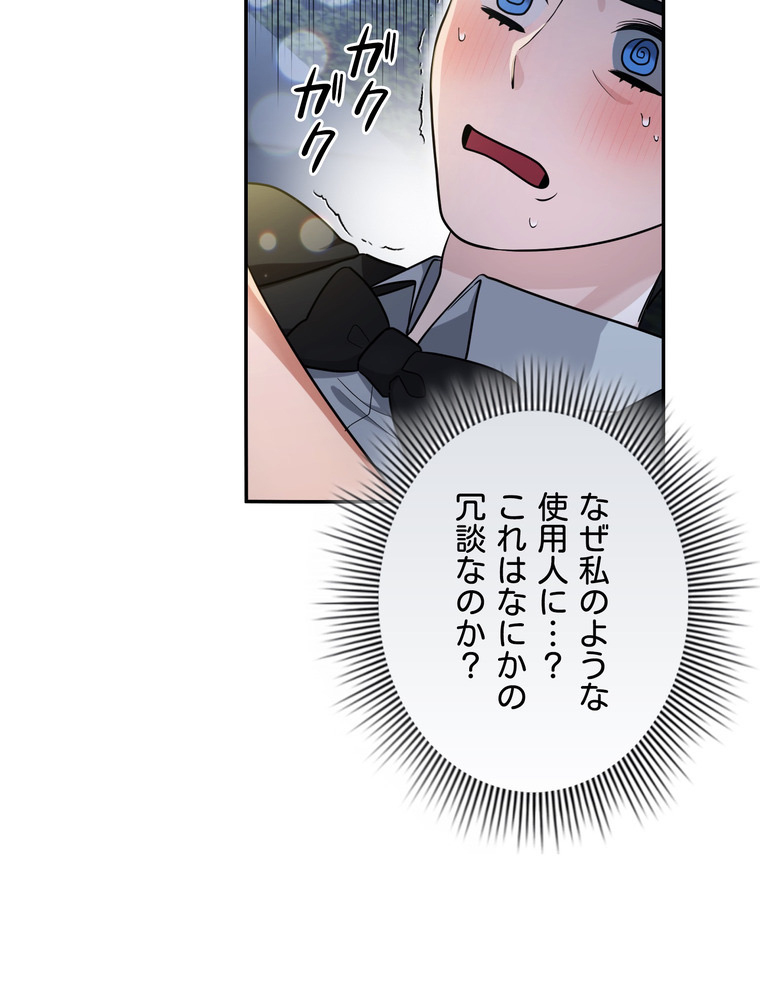 ガク
ガク
なぜ私のような
使用人に…?
これはなにかの
冗談なのか?